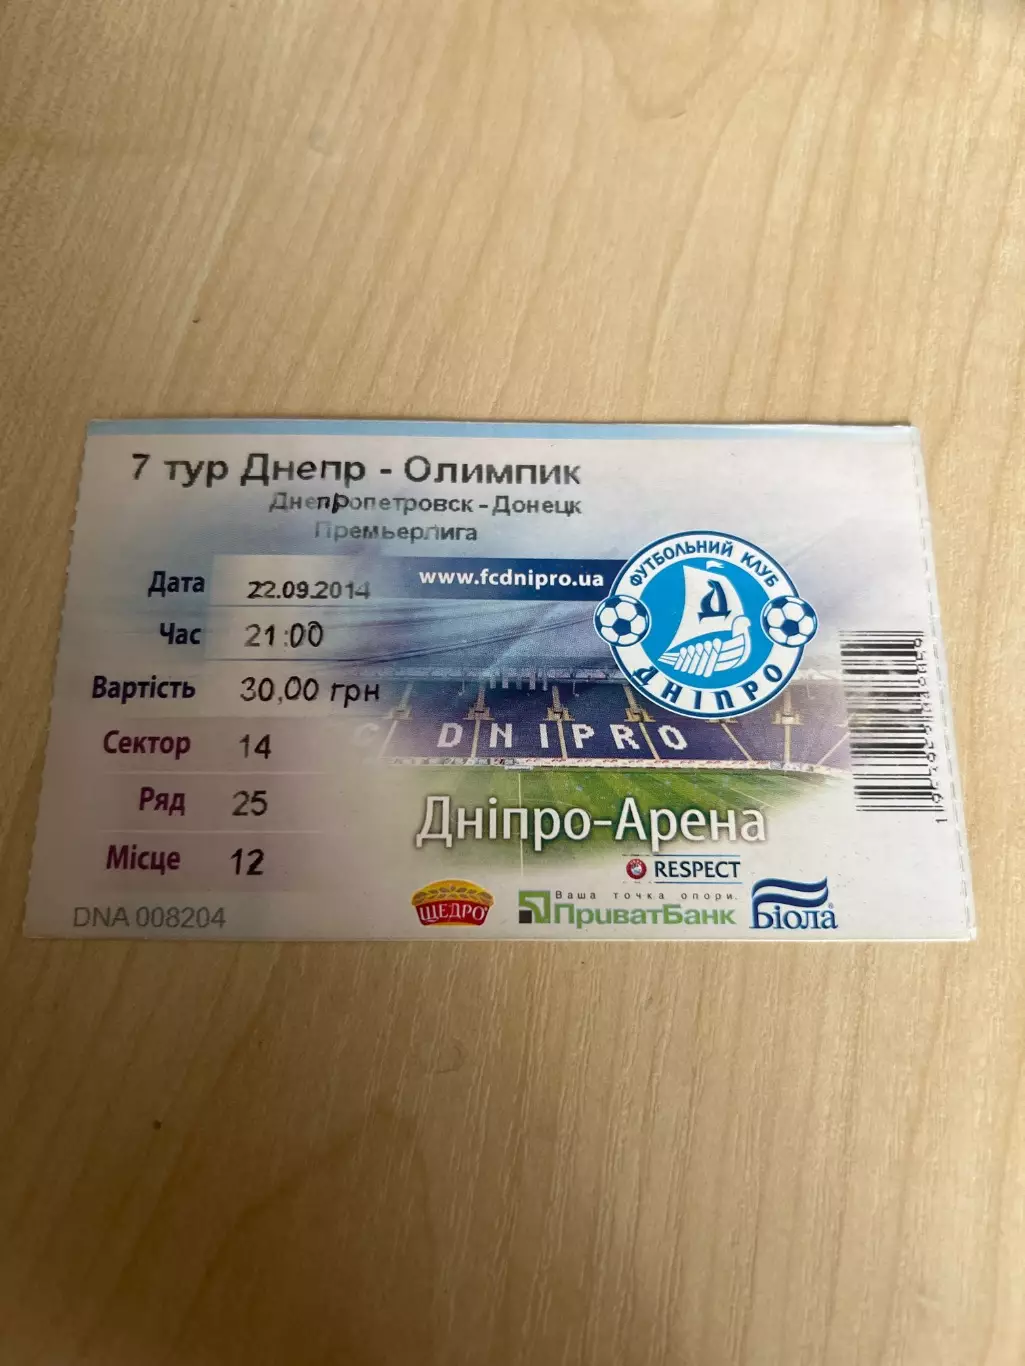 7 тур Днепр - Олимпик
Днепропетровск - Донецк
Премьерлига
www.fcdnipro.ua
Дата 22.09.2014
Час 21:00
Вартість 30,00 грн
Сектор 14
Ряд 25
Місце 12
DNA 008204
ФУТБОЛЬНИЙ КЛУБ
Д
ДНІПРО
DNIPRO
Дніпро-Арена
RESPECT
ЩЕДРО
Ваша точка опори.
ПриватБанк
Біола